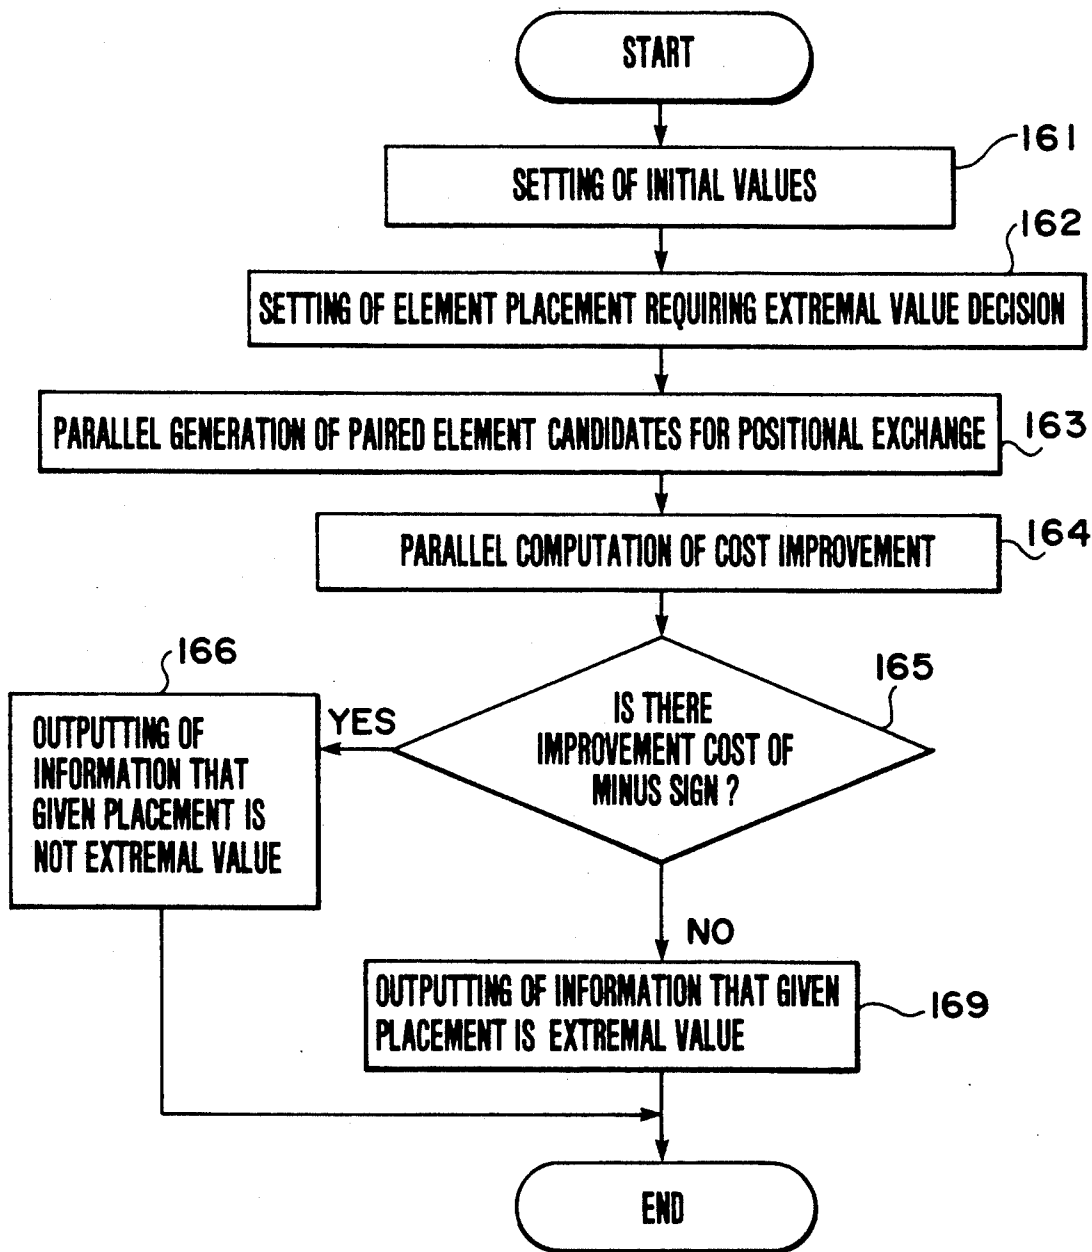 START
161
SETTING OF INITIAL VALUES
162
SETTING OF ELEMENT PLACEMENT REQUIRING EXTREMAL VALUE DECISION
PARALLEL GENERATION OF PAIRED ELEMENT CANDIDATES FOR POSITIONAL EXCHANGE
163
PARALLEL COMPUTATION OF COST IMPROVEMENT
164
165
IS THERE
IMPROVEMENT COST OF
MINUS SIGN ?
YES
166
OUTPUTTING OF
INFORMATION THAT
GIVEN PLACEMENT IS
NOT EXTREMAL VALUE
NO
OUTPUTTING OF INFORMATION THAT GIVEN
PLACEMENT IS EXTREMAL VALUE
169
END